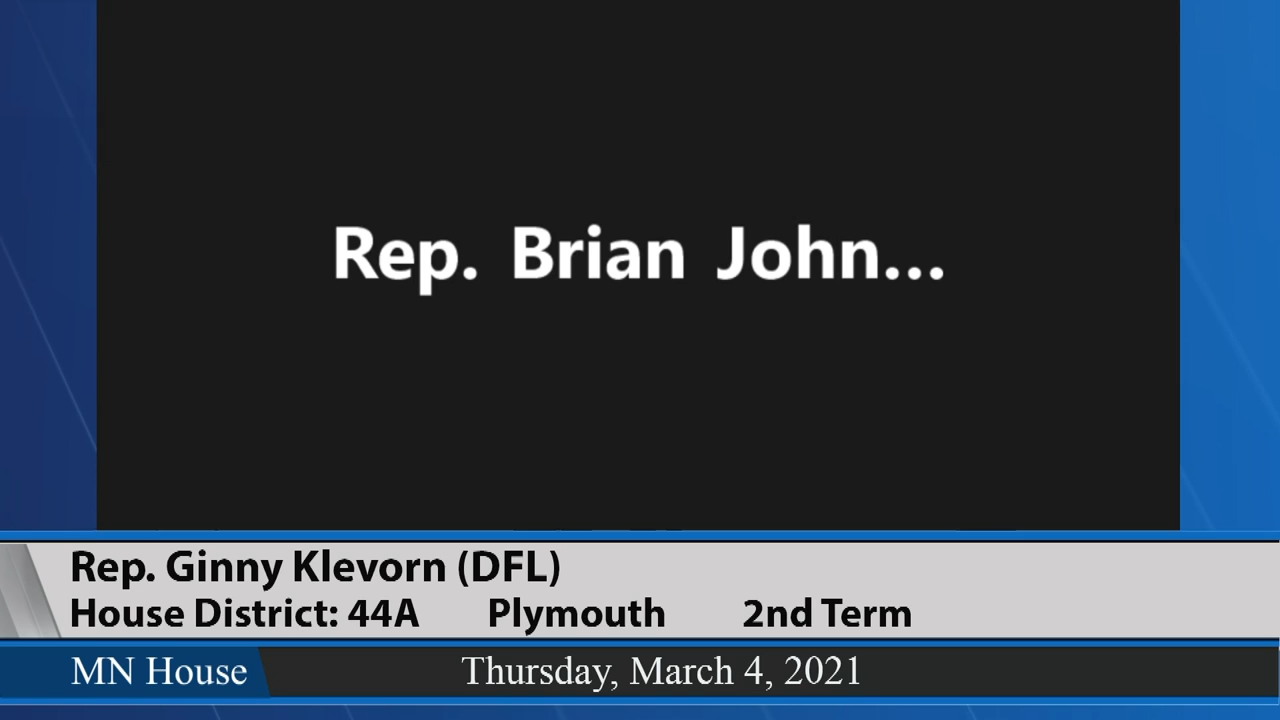 Rep. Brian John...
Rep. Ginny Klevorn (DFL)
House District: 44A Plymouth 2nd Term
MN House Thursday, March 4, 2021